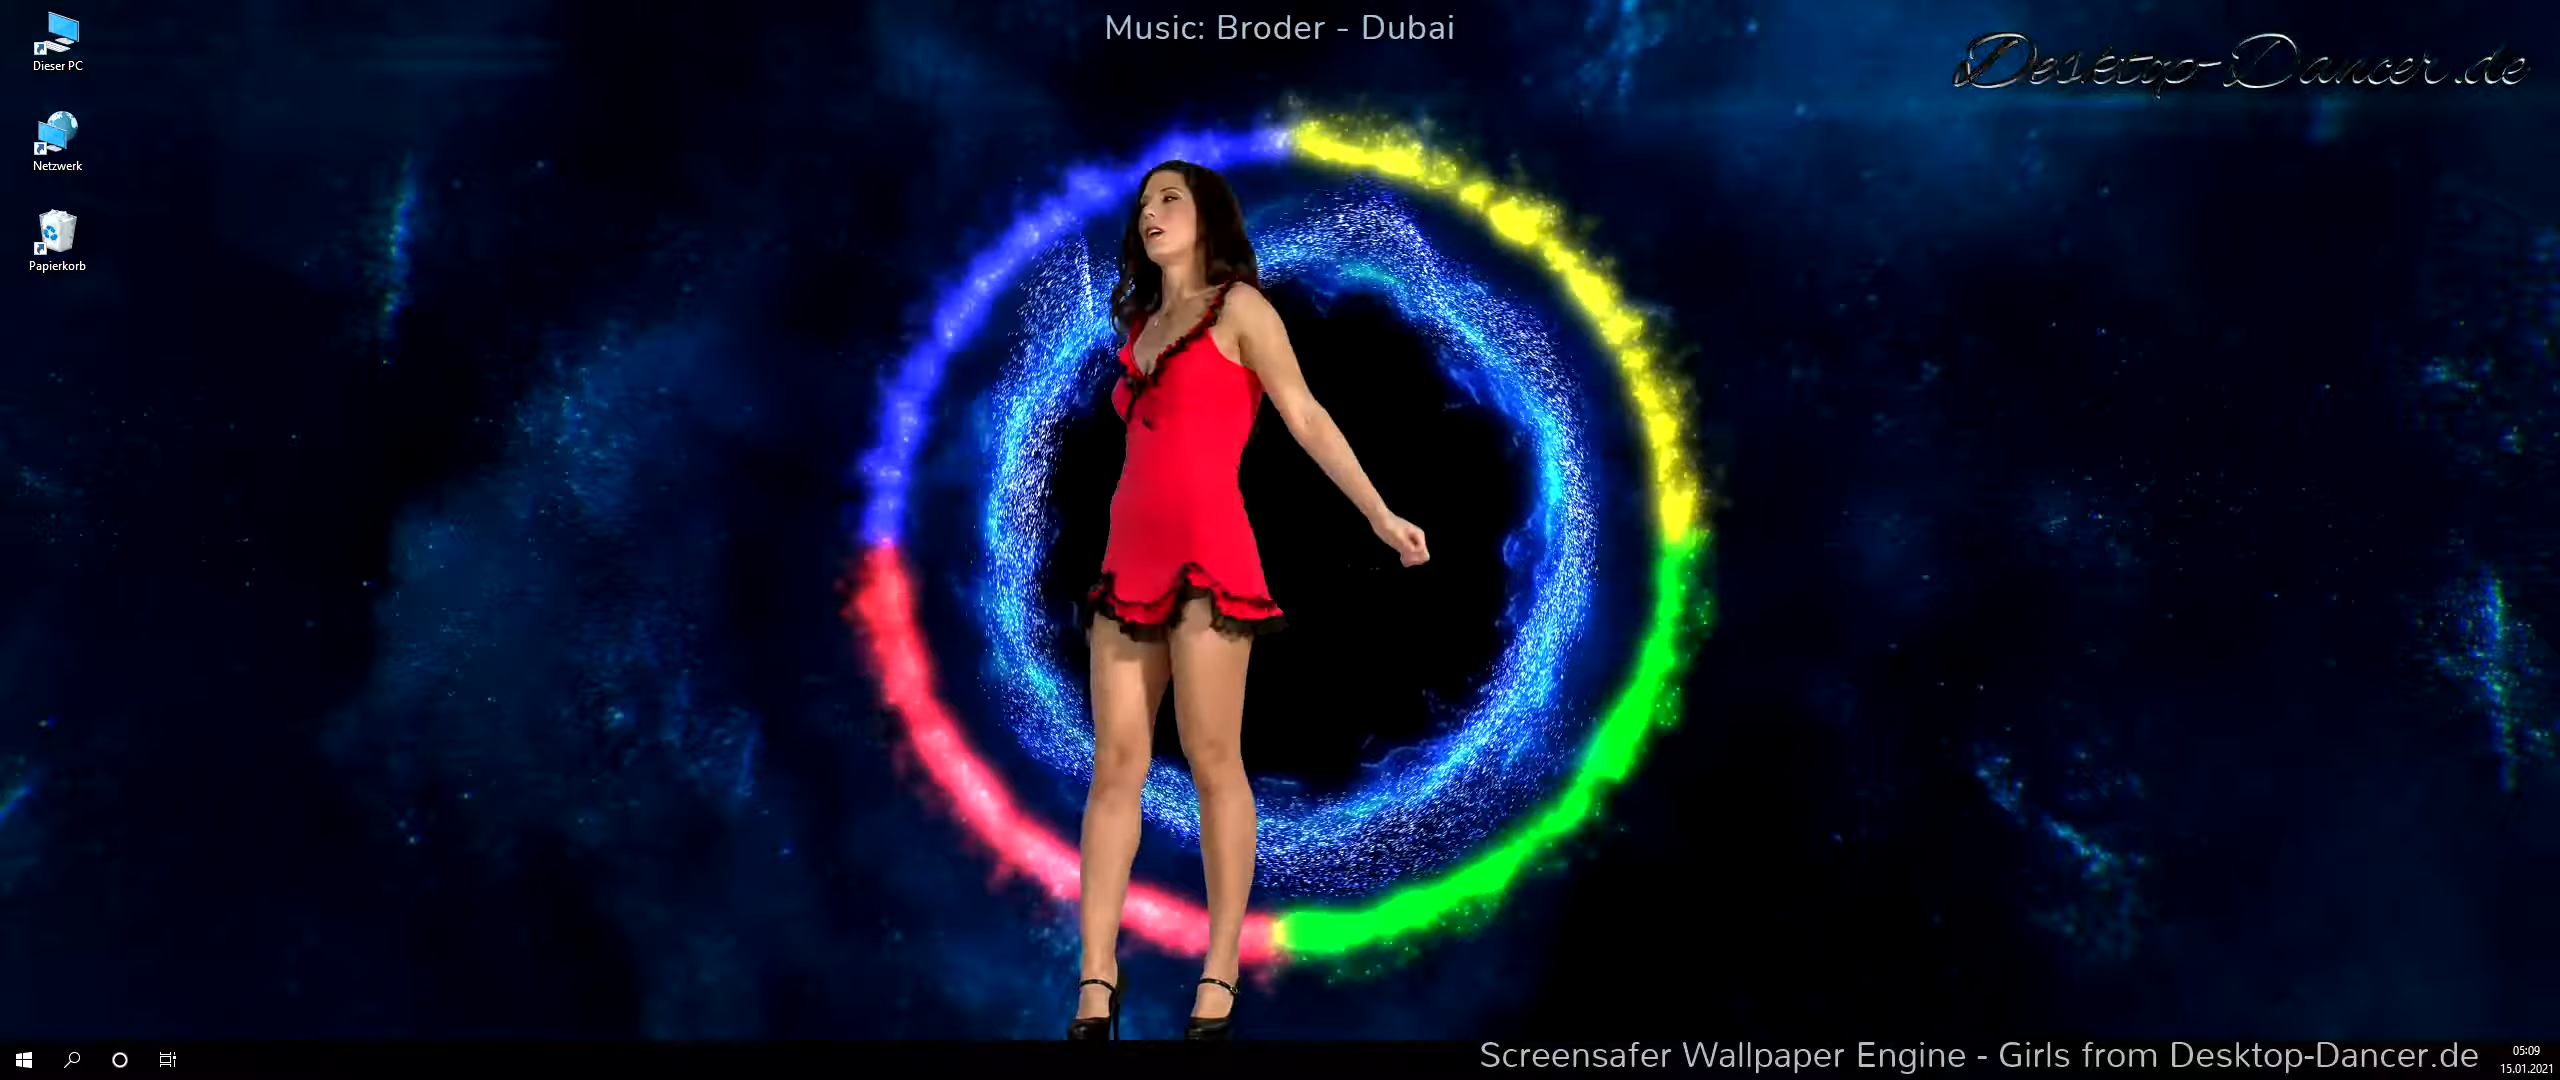 Music: Broder - Dubai
Desktop-Dancer.de
Dieser PC
Netzwerk
Papierkorb
Screensafer Wallpaper Engine - Girls from Desktop-Dancer.de
05:09
15.01.2021